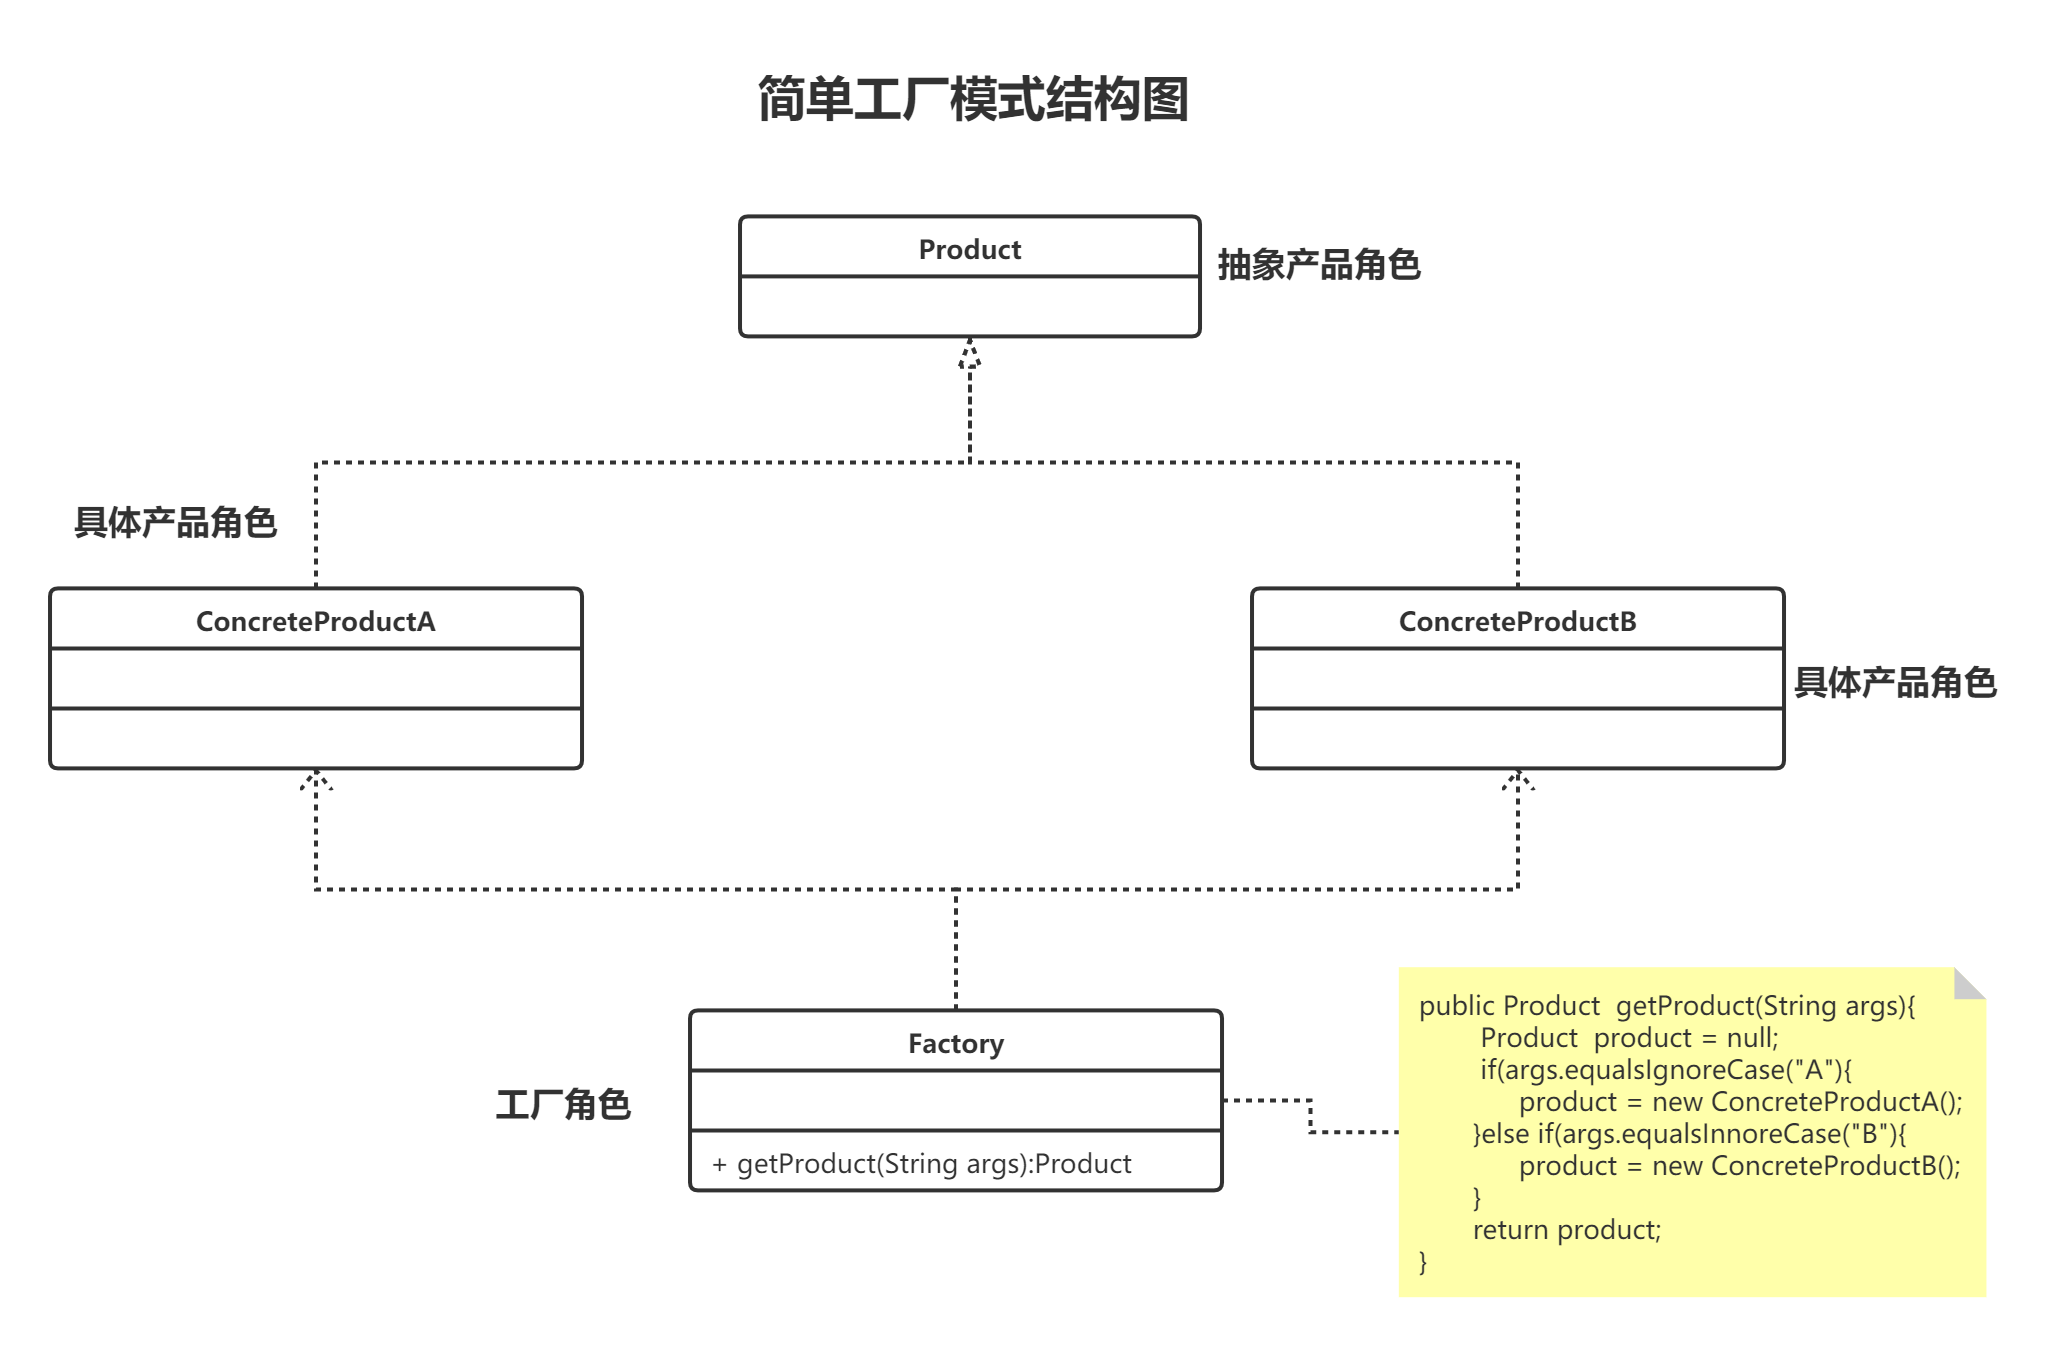 简单工厂模式结构图
Product
抽象产品角色
具体产品角色
ConcreteProductA
ConcreteProductB
具体产品角色
Factory
工厂角色
+ getProduct(String args):Product
public Product  getProduct(String args){
Product  product = null;
if(args.equalsIgnoreCase("A"){
product = new ConcreteProductA();
}else if(args.equalsInnoreCase("B"){
product = new ConcreteProductB();
}
return product;
}